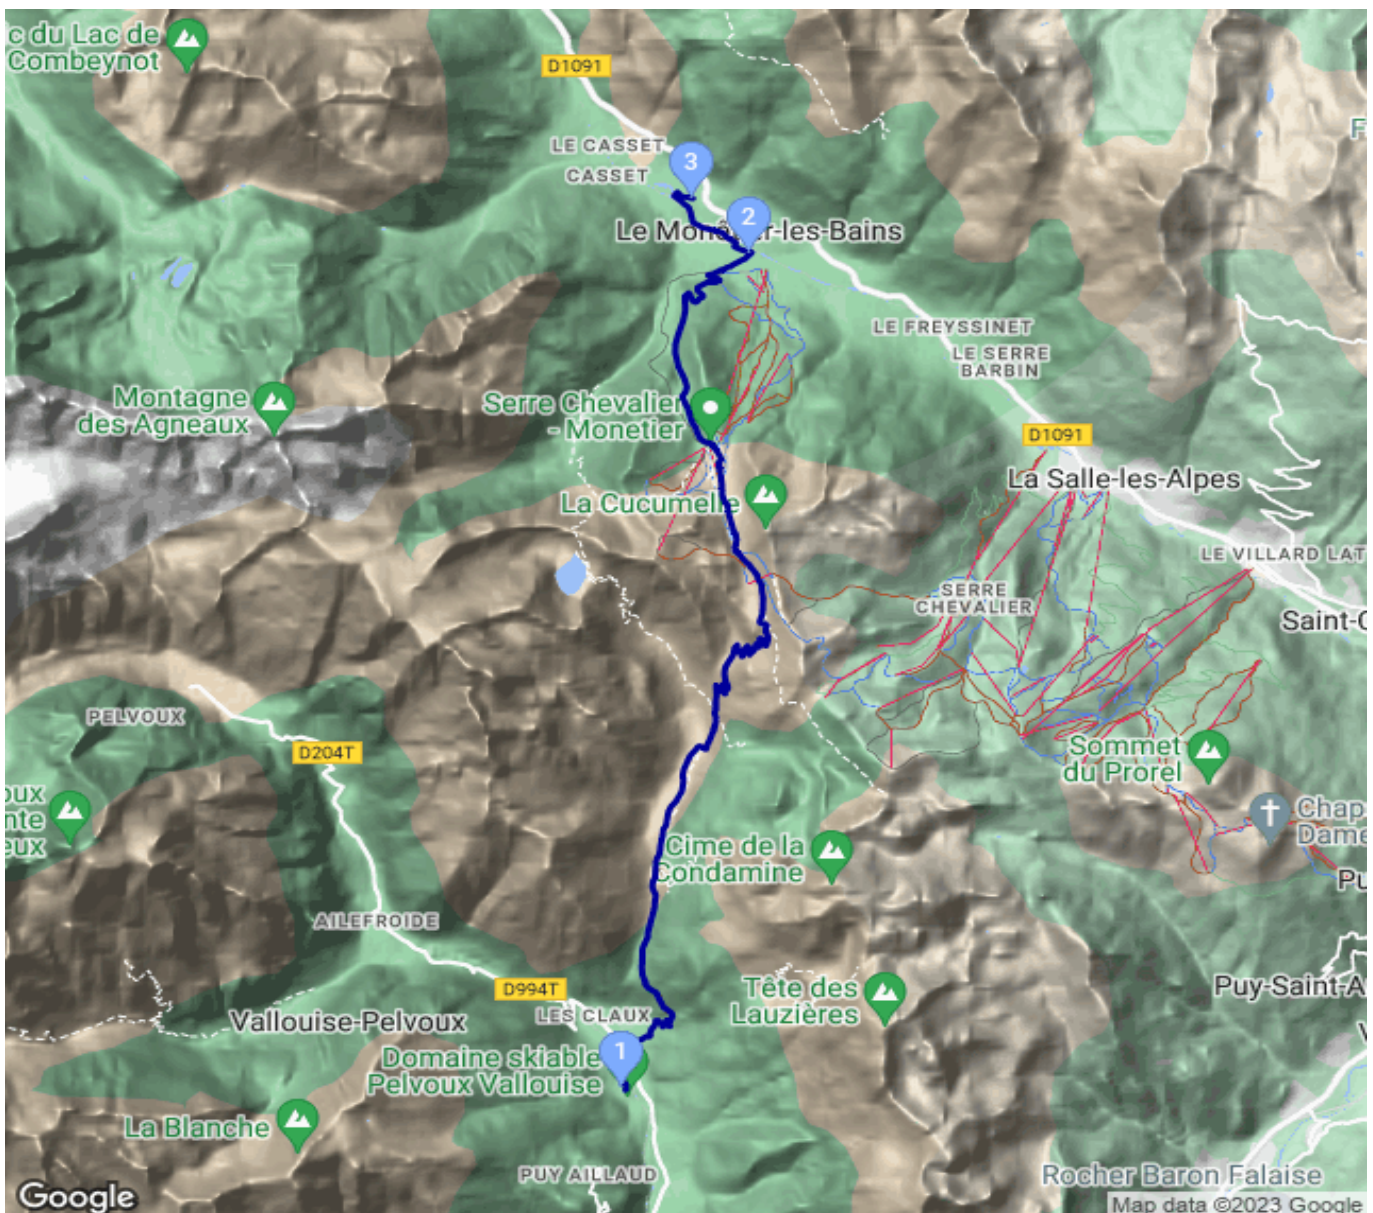 c du Lac de
Combeynot
D1091
LE CASSET
CASSET
3
2
Le Monêtier-les-Bains
LE FREYSSINET
LE SERRE
BARBIN
Montagne
des Agneaux
Serre Chevalier
- Monetier
D1091
La Salle-les-Alpes
La Cucumelle
LE VILLARD LAT
SERRE
CHEVALIER
Saint-C
PELVOUX
D204T
Sommet
du Prorel
oux
nte
eux
Chap
Dame
Cime de la
Condamine
Pu
AILEFROIDE
D994T
Tête des
Lauzières
Puy-Saint-A
LES CLAUX
Vallouise-Pelvoux
1
Domaine skiable
Pelvoux Vallouise
V
La Blanche
PUY AILLAUD
Rocher Baron Falaise
Google
Map data ©2023 Google
F